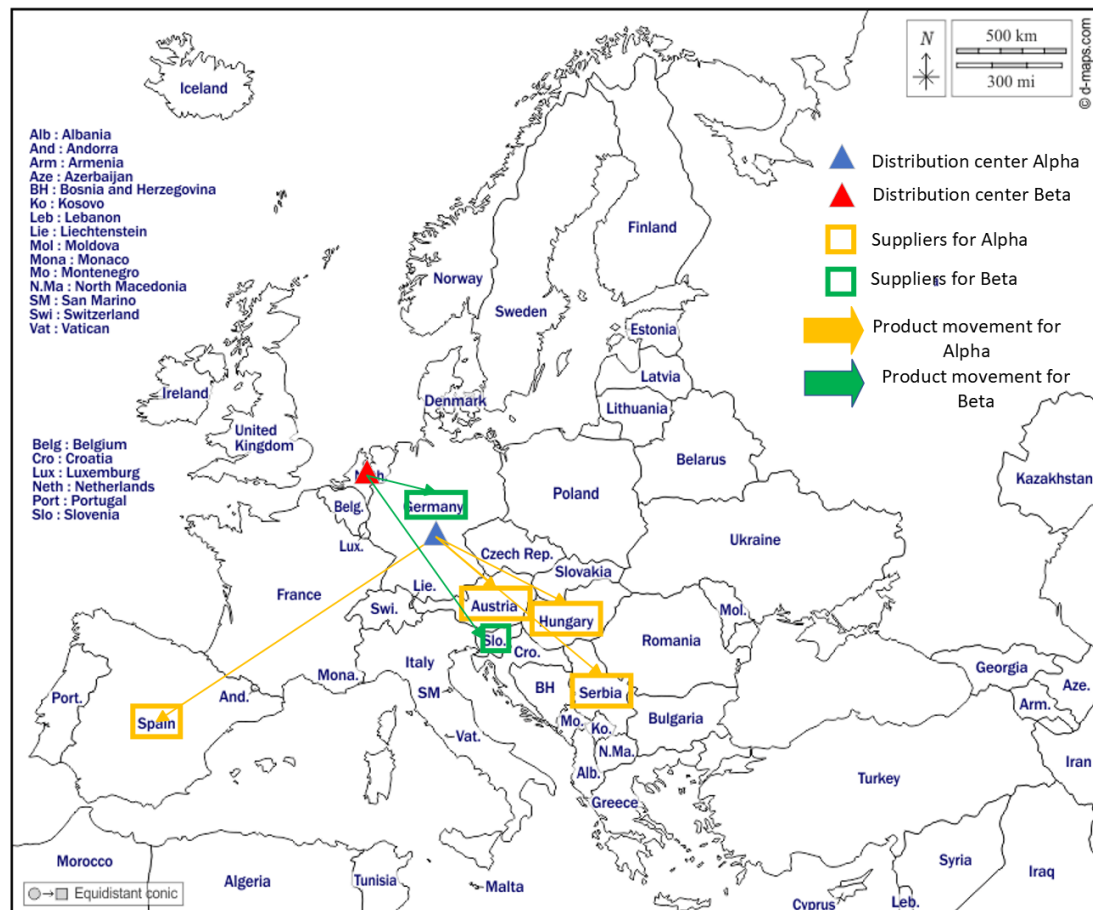 500 km
N
300 mi
© d-maps.com
Iceland
Alb : Albania
And : Andorra
Arm : Armenia
Aze : Azerbaijan
BH : Bosnia and Herzegovina
Ko : Kosovo
Leb : Lebanon
Lie : Liechtenstein
Mol : Moldova
Mona : Monaco
Mo : Montenegro
N.Ma : North Macedonia
SM : San Marino
Swi : Switzerland
Vat : Vatican
Distribution center Alpha
Distribution center Beta
Suppliers for Alpha
Suppliers for Beta
Product movement for
Alpha
Product movement for
Beta
Finland
Norway
Sweden
Estonia
Latvia
Lithuania
Denmark
Ireland
United
Kingdom
Belg : Belgium
Cro : Croatia
Lux : Luxemburg
Neth : Netherlands
Port : Portugal
Slo : Slovenia
Belarus
Kazakhstan
Poland
Germany
Belg.
Lux.
Ukraine
Czech Rep.
Slovakia
France
Lie.
Swi.
Austria
Hungary
Mol.
Romania
Slo.
Cro.
Italy
Mona.
SM
BH
Serbia
Georgia
Aze.
Arm.
Port.
And.
Spain
Bulgaria
Mo.
Ko.
N.Ma.
Vat.
Alb.
Greece
Turkey
Iran
Morocco
Algeria
Tunisia
Malta
Syria
Iraq
Cyprus
Leb.
Equidistant conic